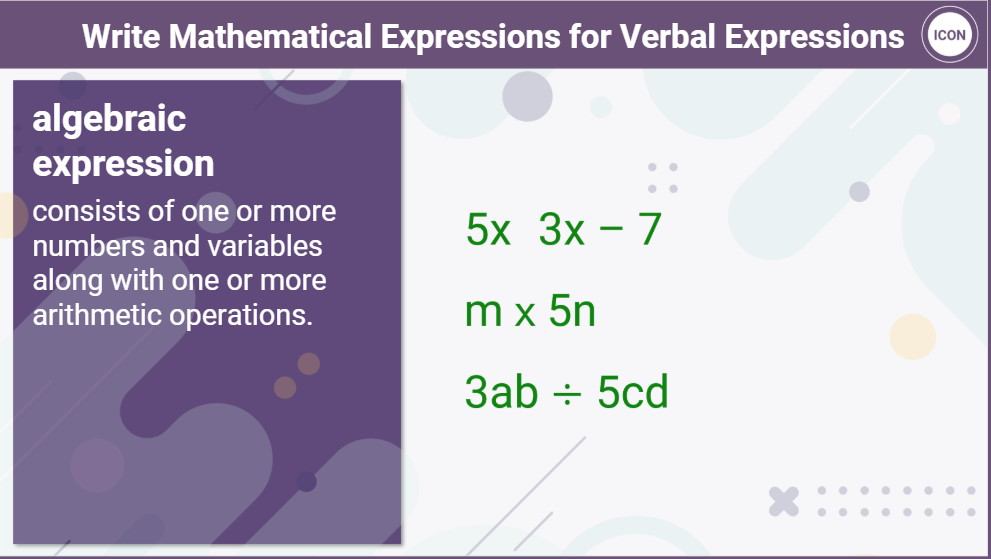 Write Mathematical Expressions for Verbal Expressions
ICON
algebraic
expression
consists of one or more
numbers and variables
along with one or more
arithmetic operations.
5x 3x – 7
m x 5n
3ab ÷ 5cd